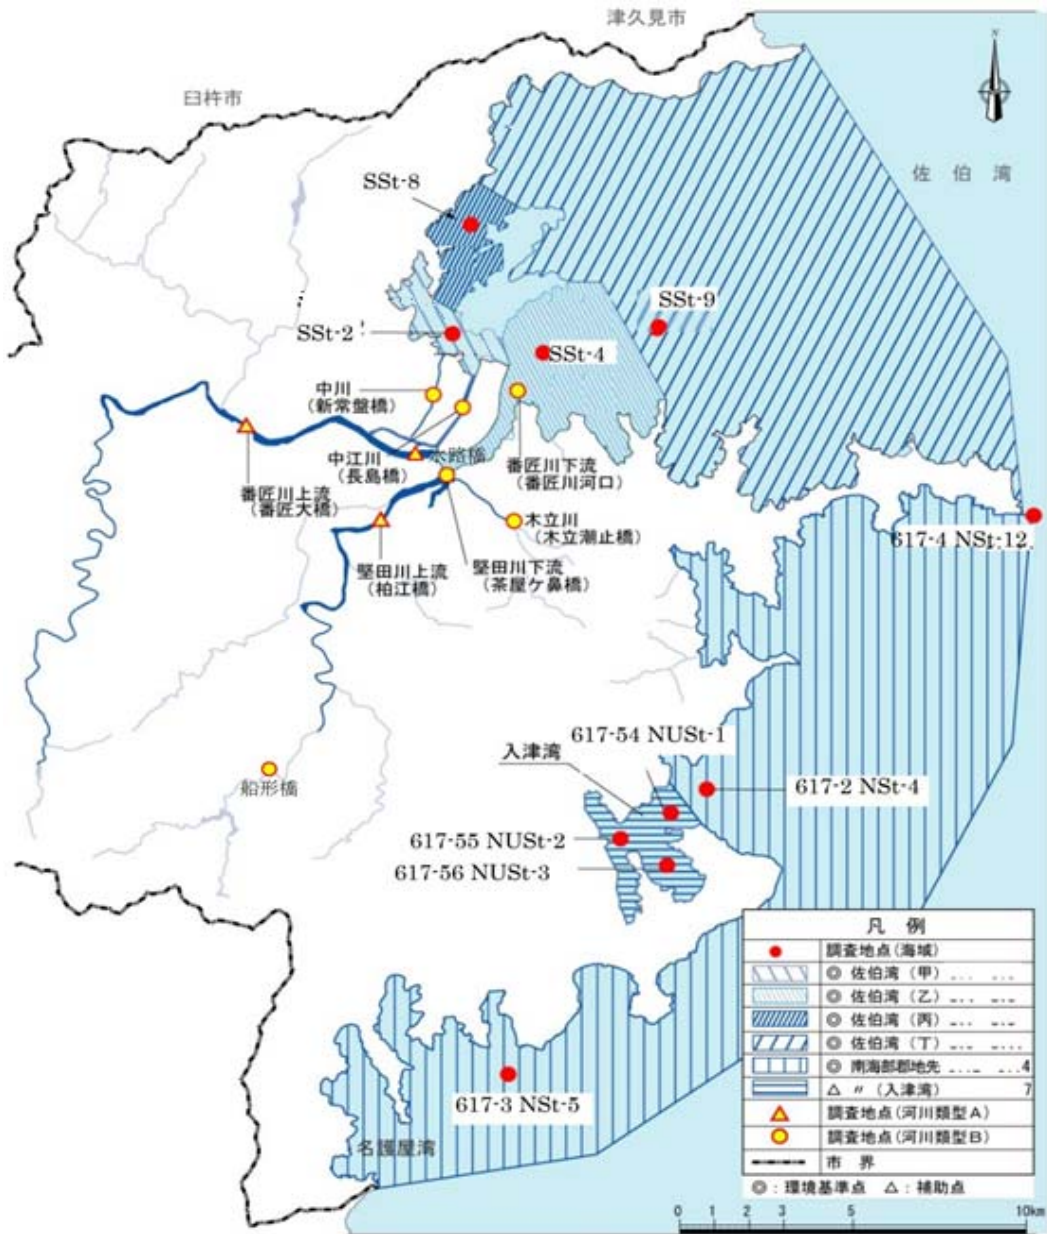 津久見市
臼杵市
N
佐伯湾
SSt-8
SSt-9
SSt-2
SSt-4
中川
(新常盤橋)
中江川
(長島橋)
水路橋
番匠川下流
(番匠川河口)
番匠川上流
(番匠大橋)
木立川
(木立潮止橋)
617-4 NSt-12
堅田川上流
(柏江橋)
堅田川下流
(茶屋ケ鼻橋)
617-54 NUSt-1
入津湾
船形橋
617-2 NSt-4
617-55 NUSt-2
617-56 NUSt-3
617-3 NSt-5
名護屋湾
凡 例
調査地点(海域)
◎ 佐伯湾 (甲)
◎ 佐伯湾 (乙)
◎ 佐伯湾 (丙)
◎ 佐伯湾 (丁)
◎ 南海部郡地先 4
△ 〃 (入津湾) 7
調査地点(河川類型A)
調査地点(河川類型B)
市 界
◎:環境基準点 △:補助点
0 1 2 3 5 10km